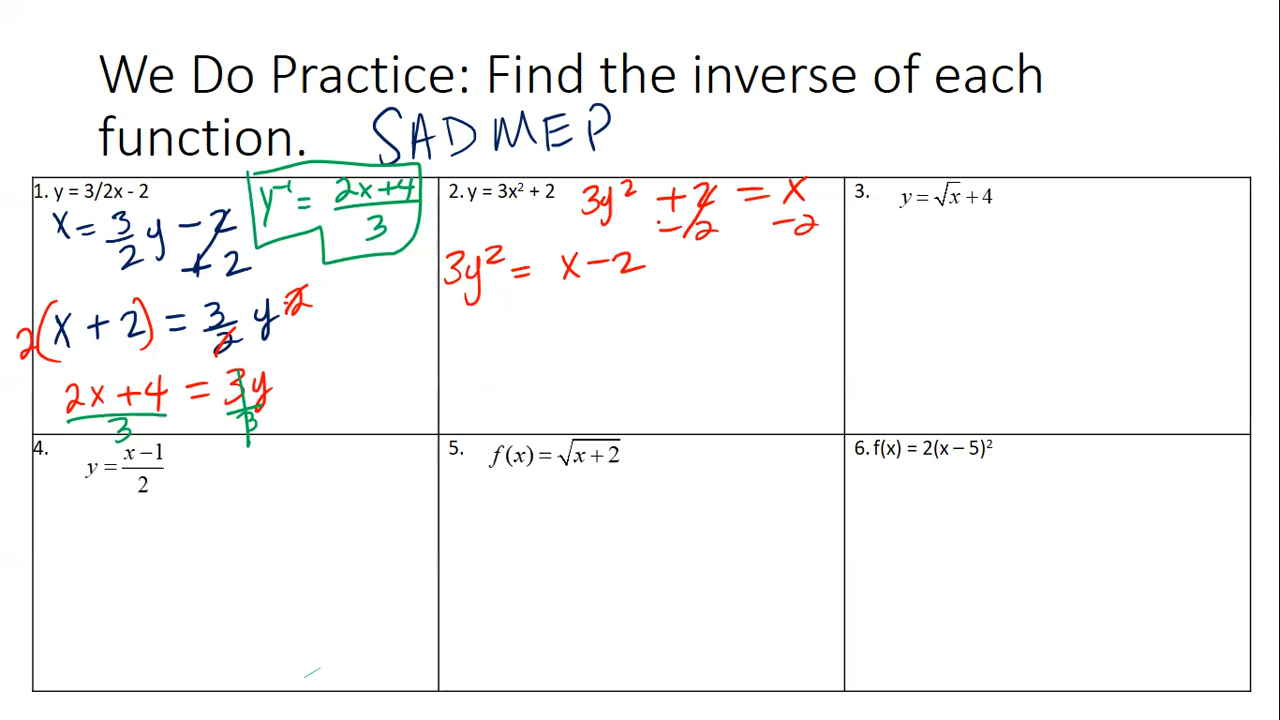 We Do Practice: Find the inverse of each
function. SADMEP
1. y = 3/2x - 2
x = 3/2 y - 2
+ 2
2(x + 2) = 3/2 y · 2
2x + 4 = 3y
3 3
y⁻¹ = (2x+4)/3
2. y = 3x² + 2
3y² + 2 = x
- 2 - 2
3y² = x - 2
3. y = √x + 4
4. y = (x − 1)/2
5. f(x) = √(x + 2)
6. f(x) = 2(x – 5)²